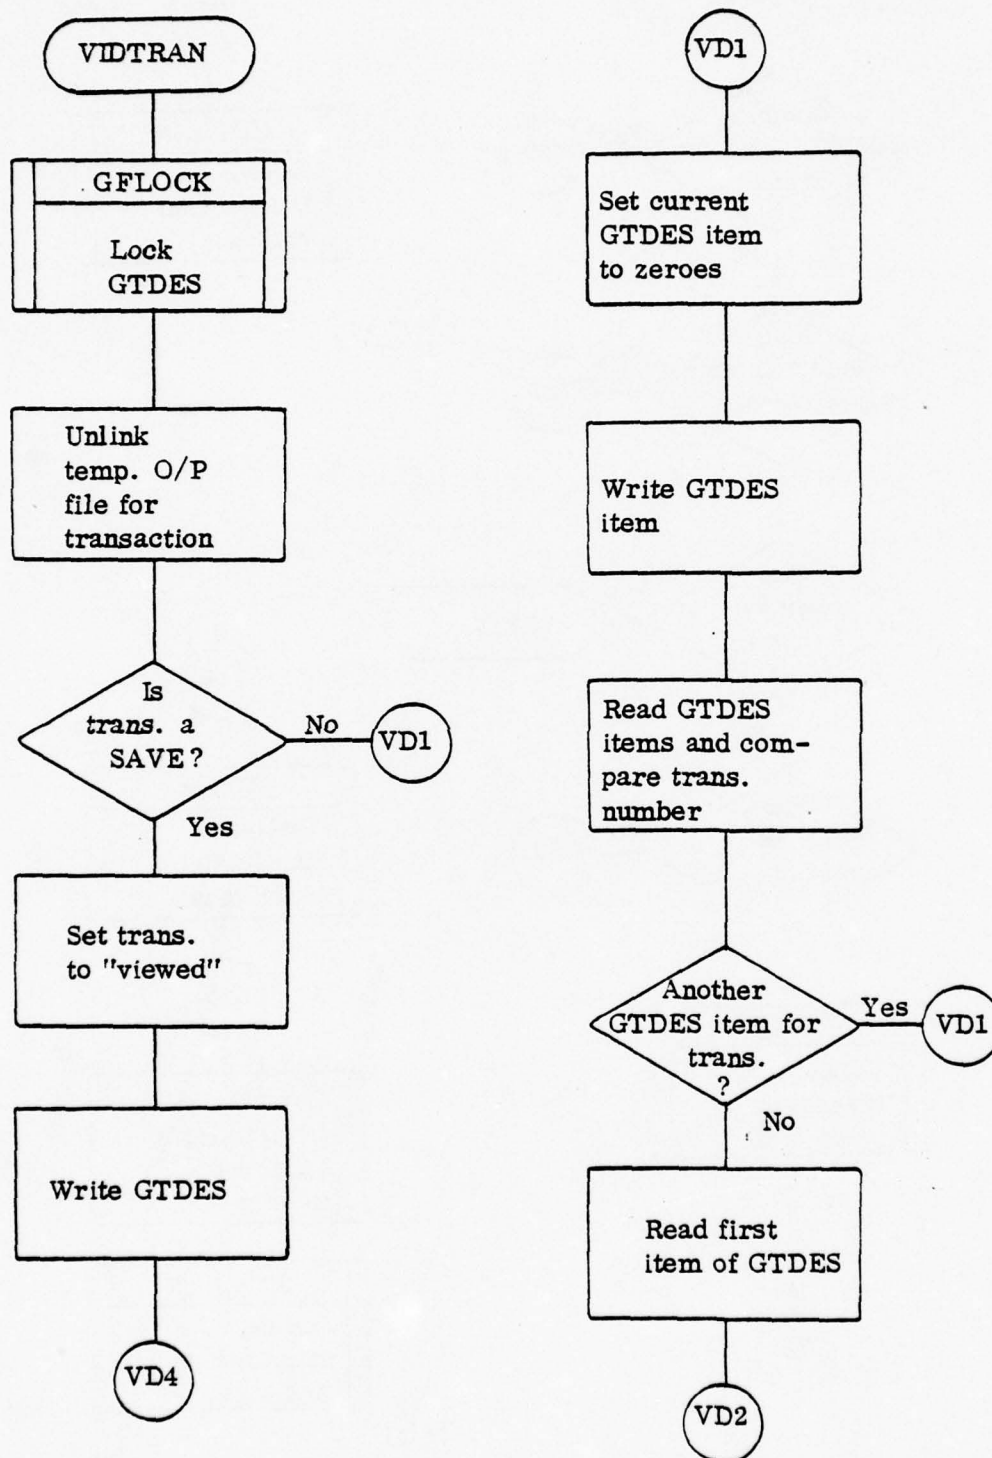 VIDTRAN
GFLOCK
Lock
GTDES
Unlink
temp. O/P
file for
transaction
Is
trans. a
SAVE?
No
VD1
Yes
Set trans.
to "viewed"
Write GTDES
VD4
VD1
Set current
GTDES item
to zeroes
Write GTDES
item
Read GTDES
items and com-
pare trans.
number
Another
GTDES item for
trans.
?
Yes
VD1
No
Read first
item of GTDES
VD2